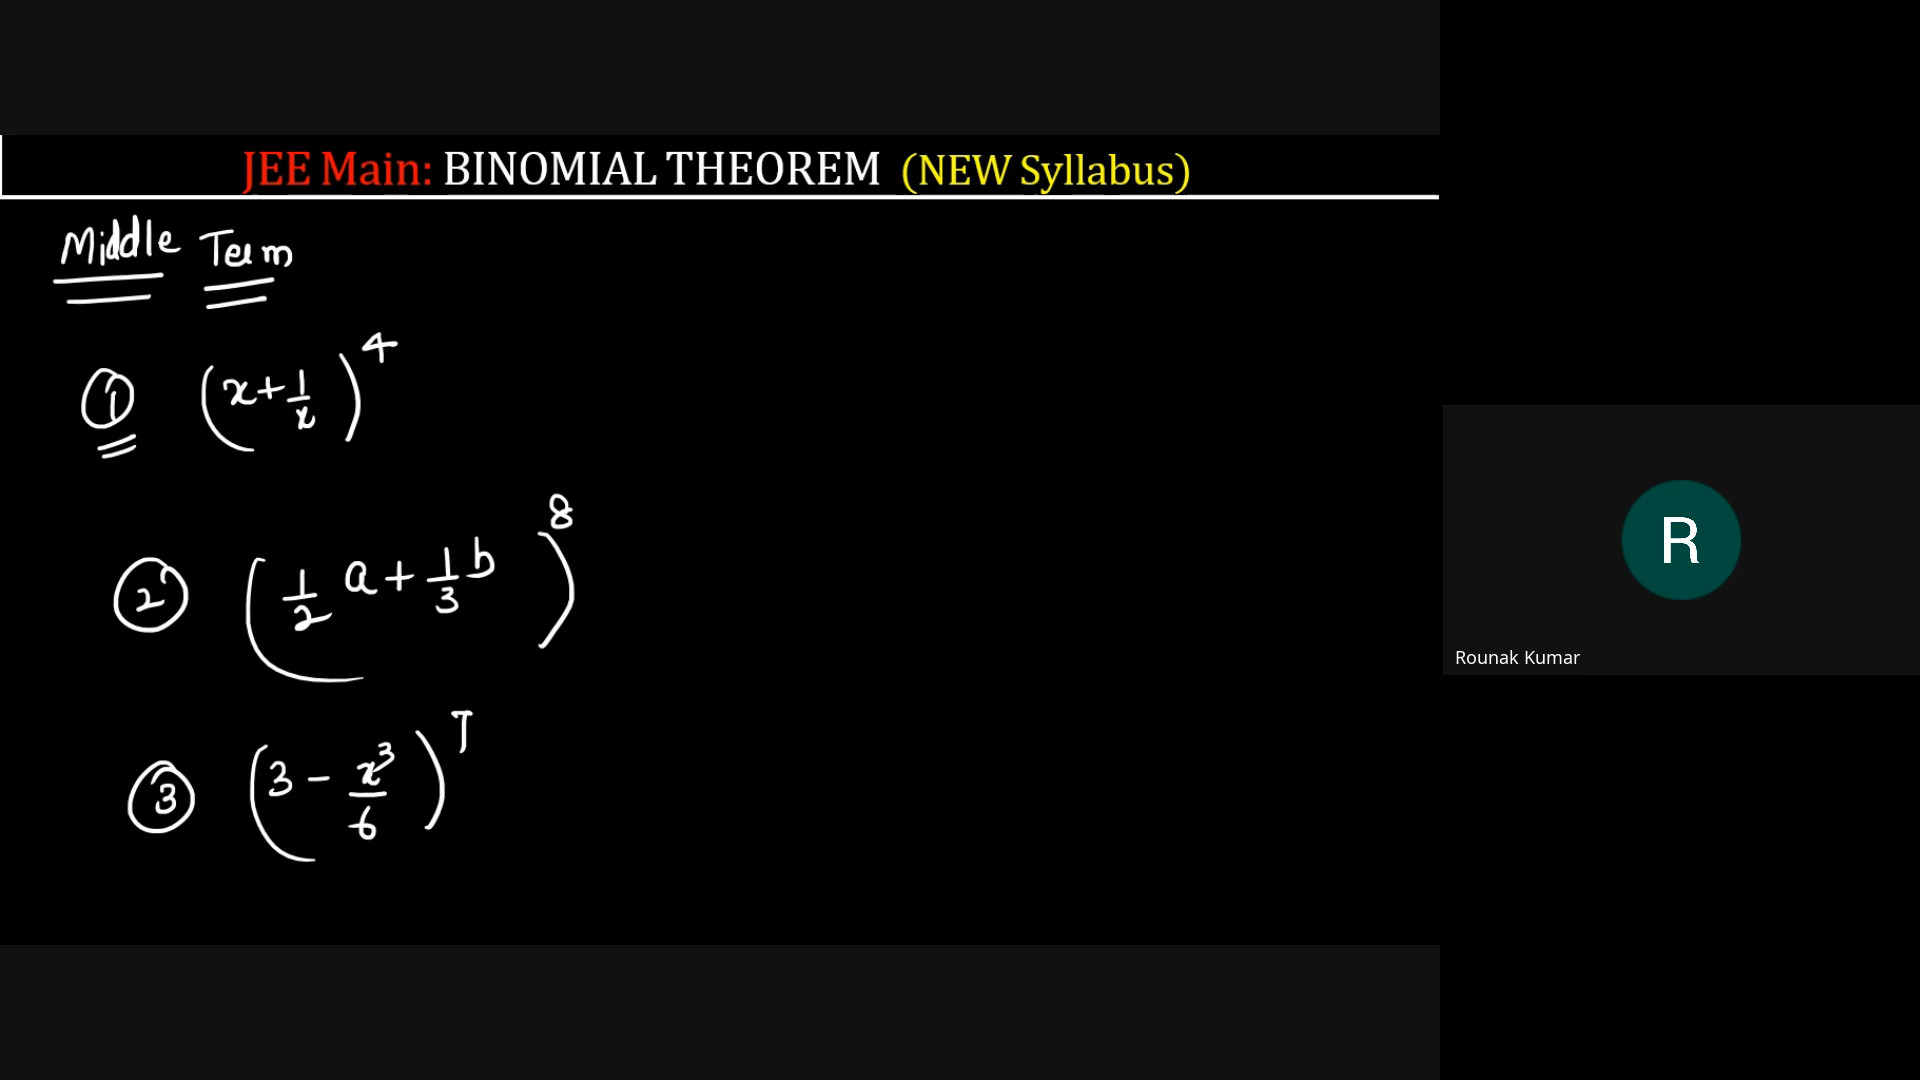 JEE Main: BINOMIAL THEOREM (NEW Syllabus)
Middle Term
① (x + 1/x)^4
② (1/2 a + 1/3 b)^8
③ (3 - x^3/6)^7
R
Rounak Kumar